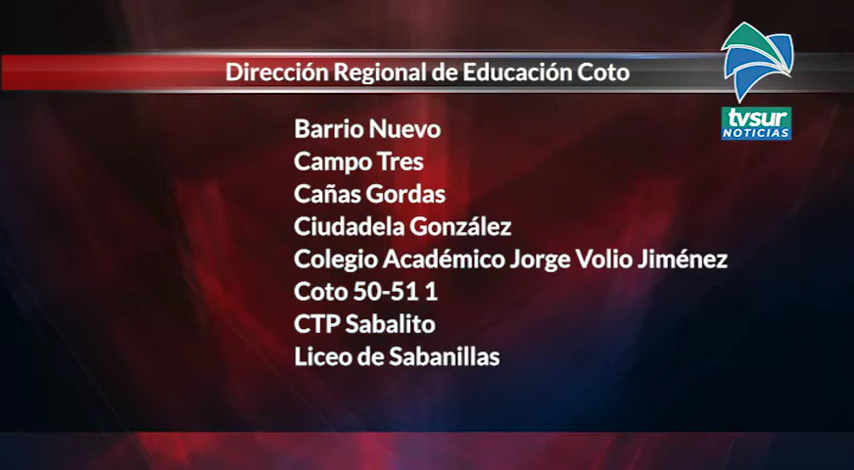 Dirección Regional de Educación Coto
tvsur
NOTICIAS
Barrio Nuevo
Campo Tres
Cañas Gordas
Ciudadela González
Colegio Académico Jorge Volio Jiménez
Coto 50-51 1
CTP Sabalito
Liceo de Sabanillas